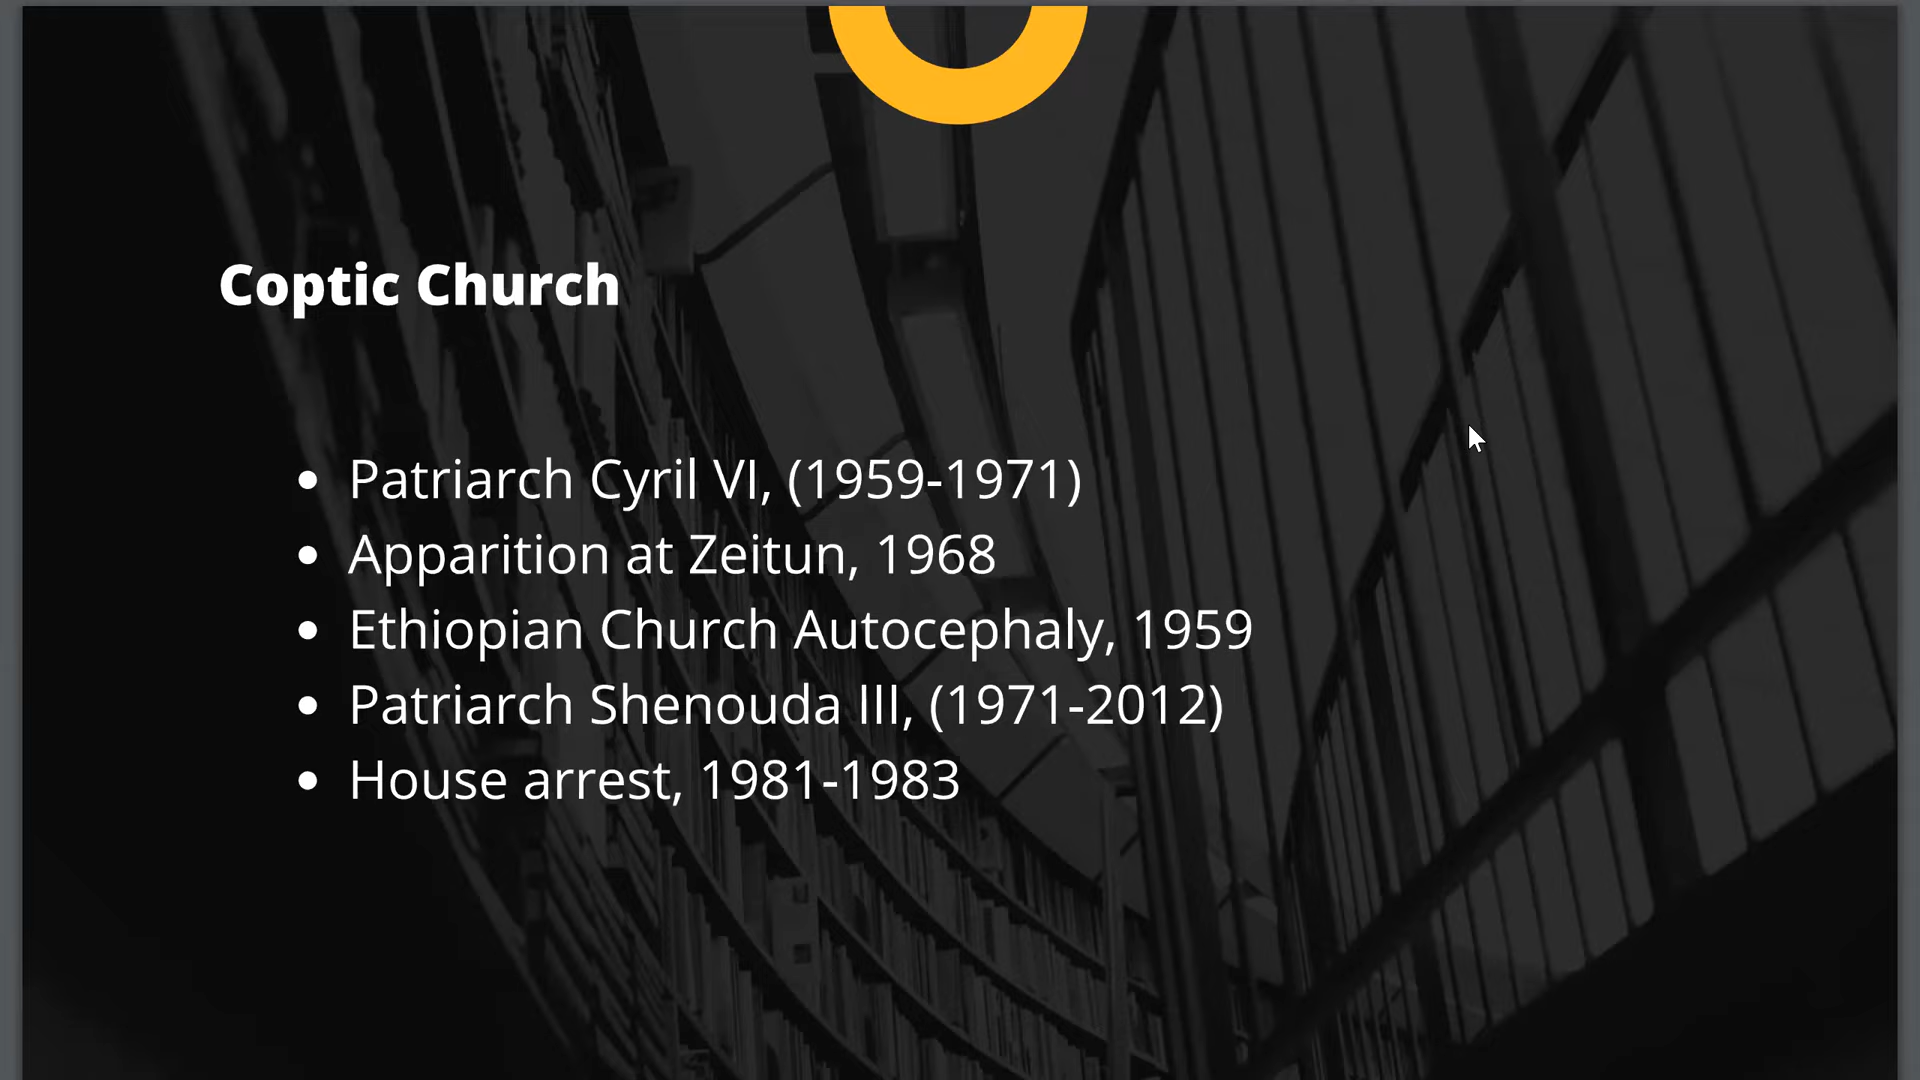 Coptic Church
• Patriarch Cyril VI, (1959-1971)
• Apparition at Zeitun, 1968
• Ethiopian Church Autocephaly, 1959
• Patriarch Shenouda III, (1971-2012)
• House arrest, 1981-1983